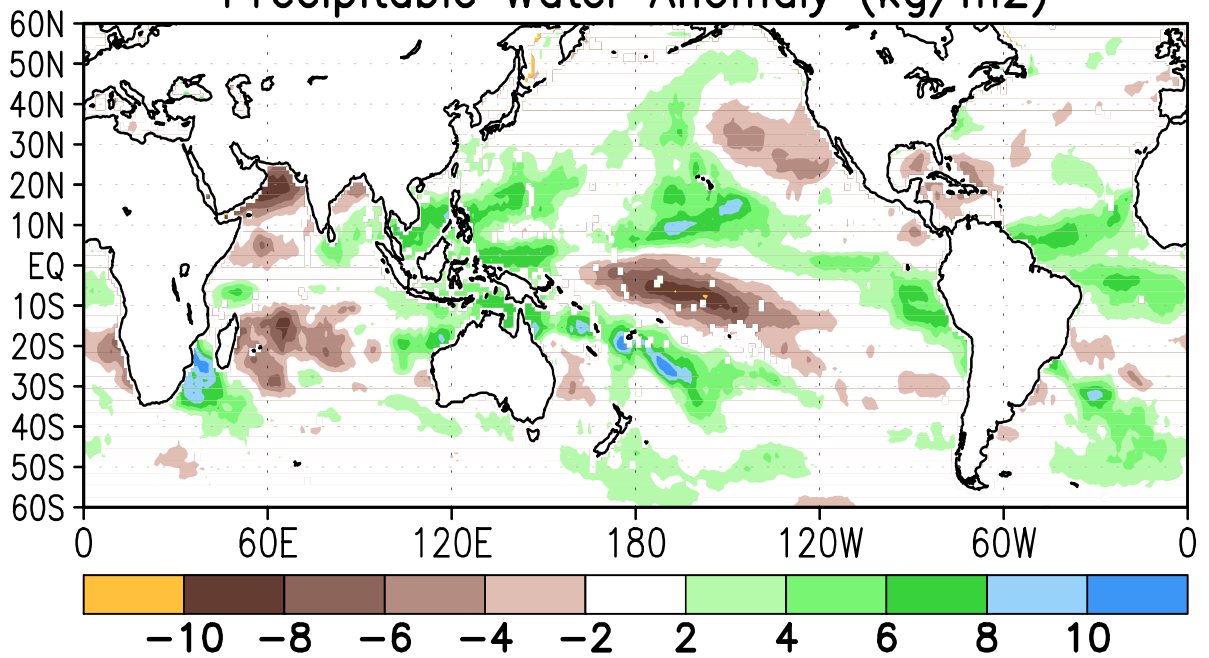 Precipitable Water Anomaly (kg/m2)
60N
50N
40N
30N
20N
10N
EQ
10S
20S
30S
40S
50S
60S
0 60E 120E 180 120W 60W 0
−10 −8 −6 −4 −2 2 4 6 8 10